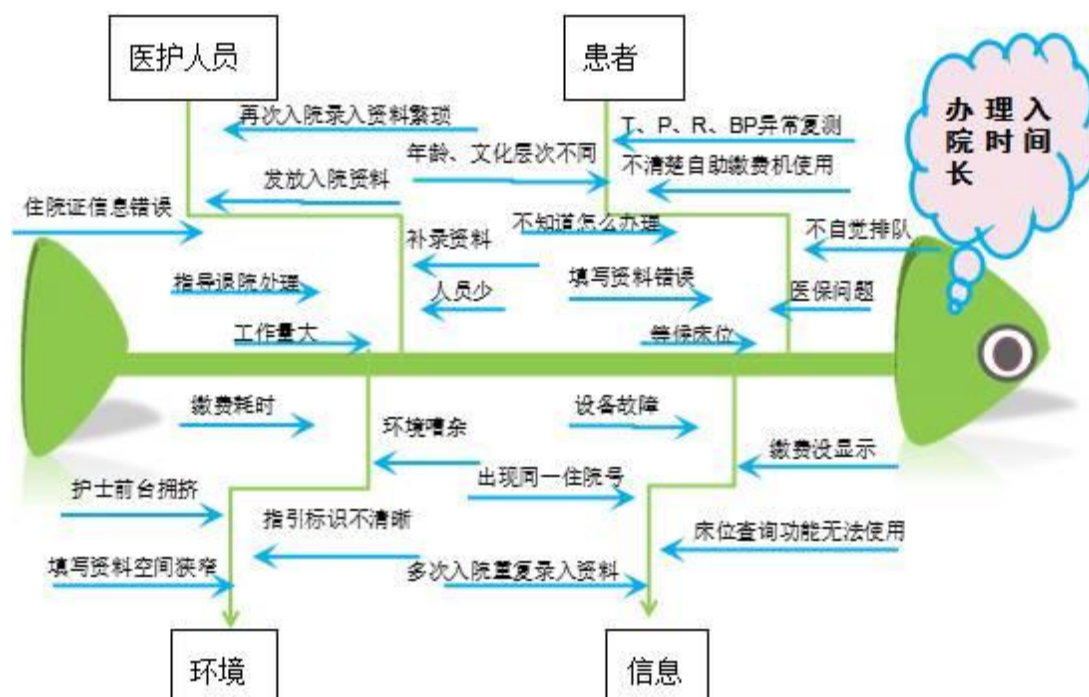 医护人员
患者
办理入
院时间
长
再次入院录入资料繁琐
T、P、R、BP异常复测
年龄、文化层次不同
不清楚自助缴费机使用
发放入院资料
住院证信息错误
补录资料
不知道怎么办理
不自觉排队
指导退院处理
人员少
填写资料错误
医保问题
工作量大
等候床位
缴费耗时
环境嘈杂
设备故障
缴费没显示
护士前台拥挤
出现同一住院号
指引标识不清晰
床位查询功能无法使用
填写资料空间狭窄
多次入院重复录入资料
环境
信息